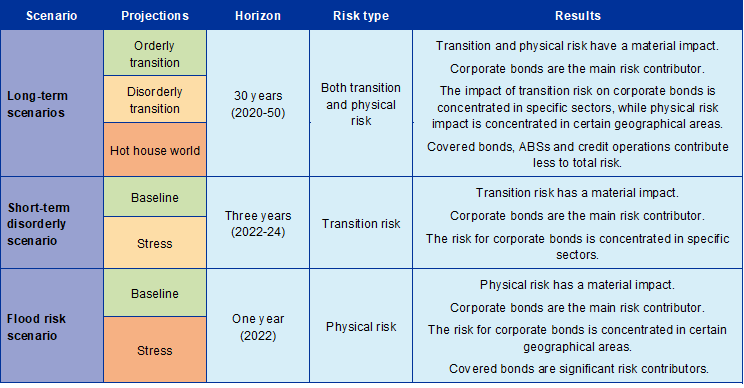 Scenario
Projections
Horizon
Risk type
Results
Long-term
scenarios
Orderly
transition
Disorderly
transition
Hot house world
30 years
(2020-50)
Both transition
and physical
risk
Transition and physical risk have a material impact.
Corporate bonds are the main risk contributor.
The impact of transition risk on corporate bonds is
concentrated in specific sectors, while physical risk
impact is concentrated in certain geographical areas.
Covered bonds, ABSs and credit operations contribute
less to total risk.
Short-term
disorderly
scenario
Baseline
Stress
Three years
(2022-24)
Transition risk
Transition risk has a material impact.
Corporate bonds are the main risk contributor.
The risk for corporate bonds is concentrated in specific
sectors.
Flood risk
scenario
Baseline
Stress
One year
(2022)
Physical risk
Physical risk has a material impact.
Corporate bonds are the main risk contributor.
The risk for corporate bonds is concentrated in certain
geographical areas.
Covered bonds are significant risk contributors.